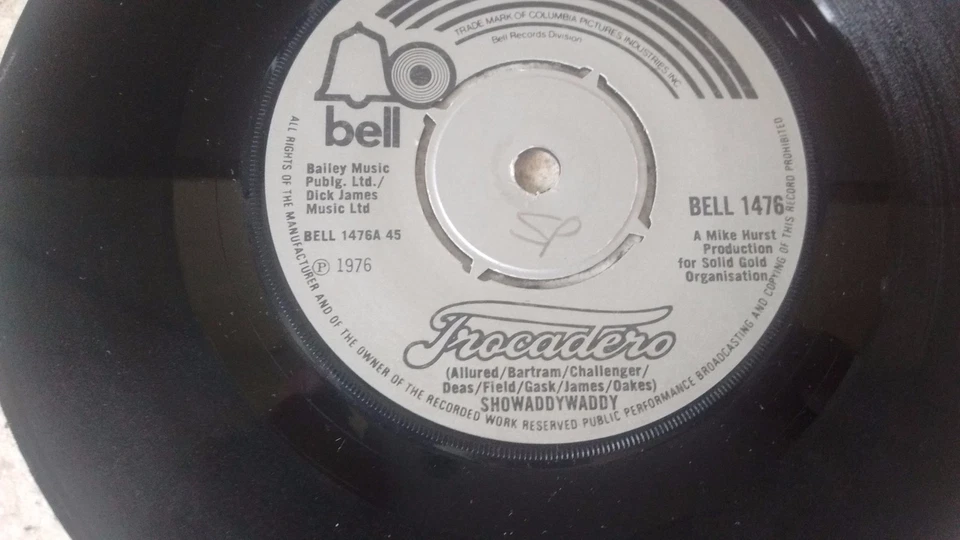 TRADE MARK OF COLUMBIA PICTURES INDUSTRIES INC
Bell Records Division
bell
Bailey Music
Publg. Ltd./
Dick James
Music Ltd
BELL 1476A 45
Ⓟ 1976
BELL 1476
A Mike Hurst
Production
for Solid Gold
Organisation
Trocadero
(Allured/Bartram/Challenger/
Deas/Field/Gask/James/Oakes)
SHOWADDYWADDY
ALL RIGHTS OF THE MANUFACTURER AND OF THE OWNER OF THE RECORDED WORK RESERVED PUBLIC PERFORMANCE BROADCASTING AND COPYING OF THIS RECORD PROHIBITED